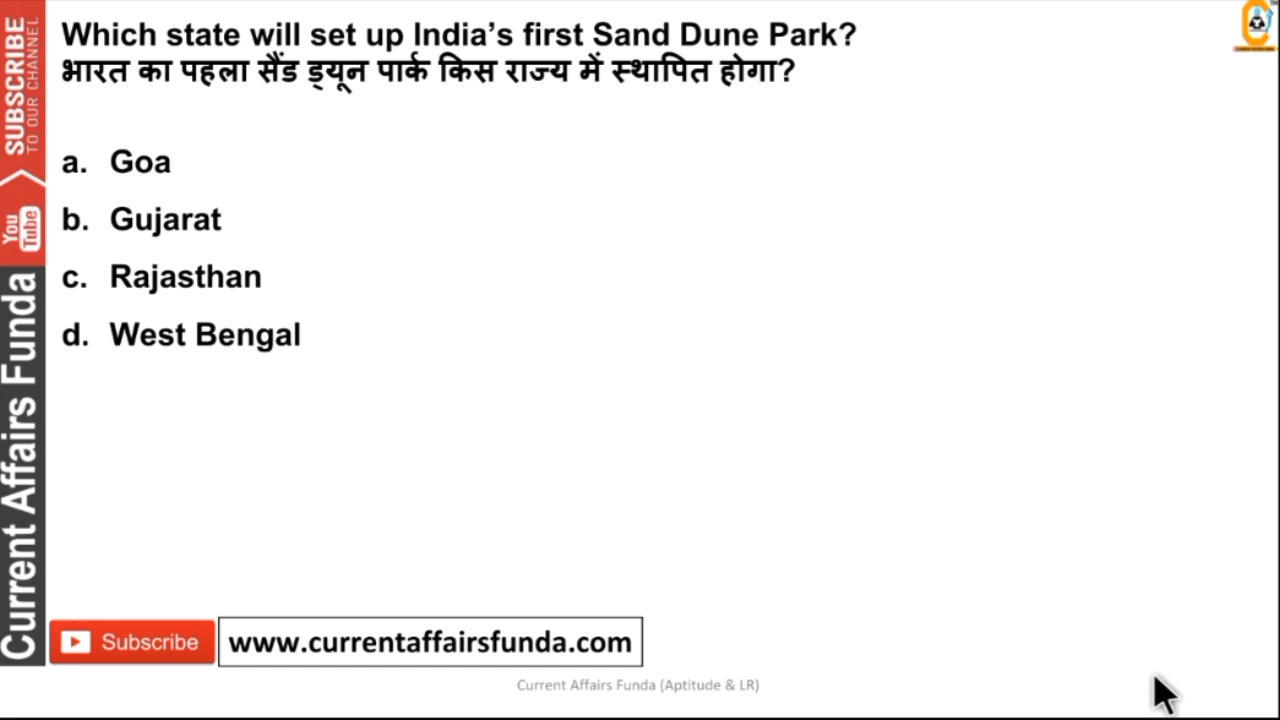 Which state will set up India’s first Sand Dune Park?
भारत का पहला सैंड ड्यून पार्क किस राज्य में स्थापित होगा?
a. Goa
b. Gujarat
c. Rajasthan
d. West Bengal
SUBSCRIBE
TO OUR CHANNEL
You
Tube
Current Affairs Funda
Subscribe
www.currentaffairsfunda.com
Current Affairs Funda (Aptitude & LR)